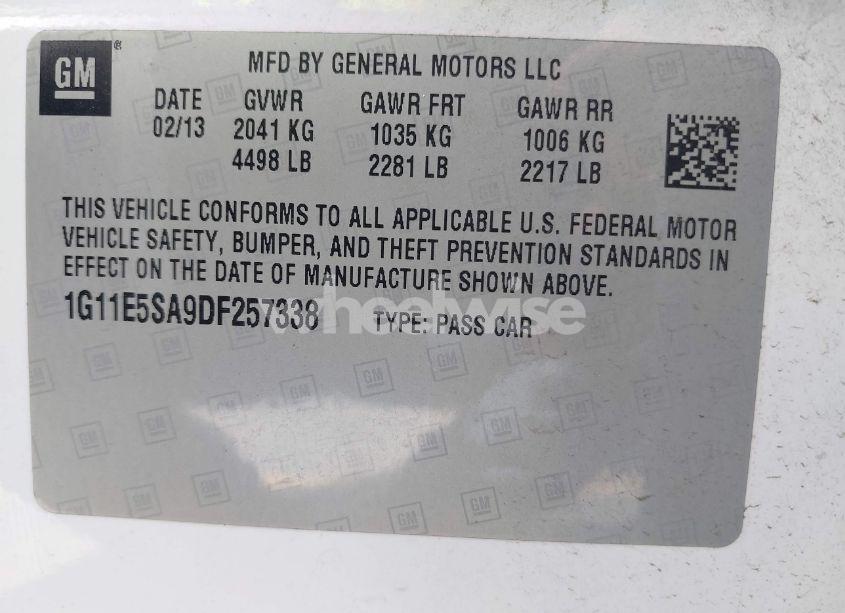 GM ®
MFD BY GENERAL MOTORS LLC
DATE GVWR GAWR FRT GAWR RR
02/13 2041 KG 1035 KG 1006 KG
4498 LB 2281 LB 2217 LB
THIS VEHICLE CONFORMS TO ALL APPLICABLE U.S. FEDERAL MOTOR
VEHICLE SAFETY, BUMPER, AND THEFT PREVENTION STANDARDS IN
EFFECT ON THE DATE OF MANUFACTURE SHOWN ABOVE.
1G11E5SA9DF257338 TYPE: PASS CAR
wheelwise